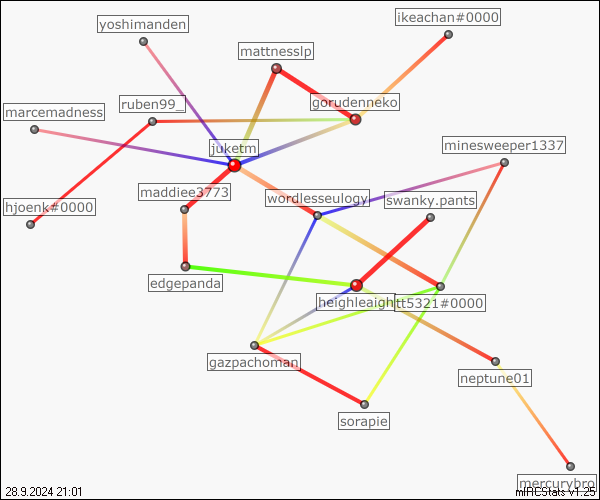 ikeachan#0000
yoshimanden
mattnesslp
gorudenneko
ruben99_
marcemadness
minesweeper1337
juketm
maddiee3773
wordlesseulogy
swanky.pants
hjoenk#0000
edgepanda
heighleaight
tt5321#0000
gazpachoman
neptune01
sorapie
mercurybro
28.9.2024 21:01
mIRCStats v1.25